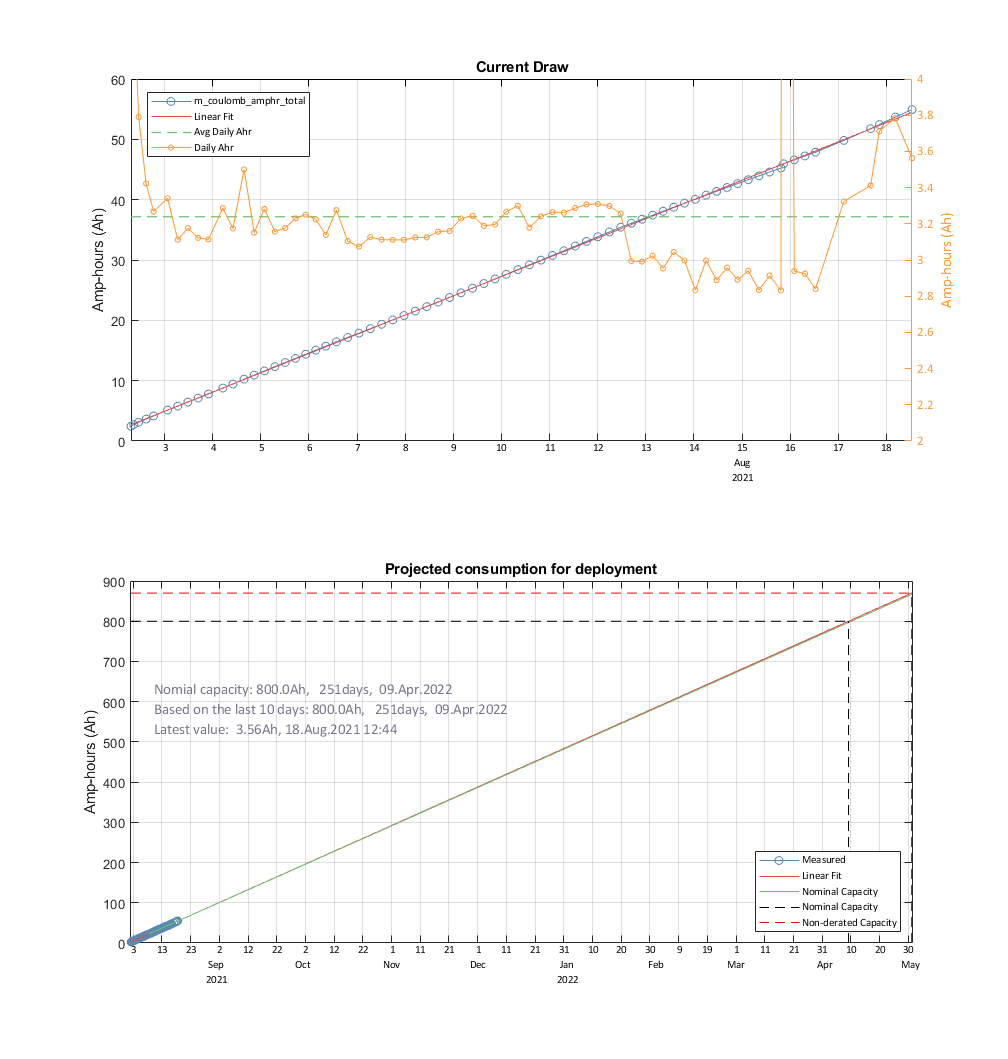 Current Draw
60
50
40
30
20
10
0
Amp-hours (Ah)
m_coulomb_amphr_total
Linear Fit
Avg Daily Ahr
Daily Ahr
4
3.8
3.6
3.4
3.2
3
2.8
2.6
2.4
2.2
2
Amp-hours (Ah)
3 4 5 6 7 8 9 10 11 12 13 14 15 16 17 18
Aug
2021
Projected consumption for deployment
900
800
700
600
500
400
300
200
100
0
Amp-hours (Ah)
Nomial capacity: 800.0Ah, 251days, 09.Apr.2022
Based on the last 10 days: 800.0Ah, 251days, 09.Apr.2022
Latest value: 3.56Ah, 18.Aug.2021 12:44
Measured
Linear Fit
Nominal Capacity
Nominal Capacity
Non-derated Capacity
3 13 23 2 12 22 2 12 22 1 11 21 1 11 21 31 10 20 30 9 19 1 11 21 31 10 20 30
Sep Oct Nov Dec Jan Feb Mar Apr May
2021 2022